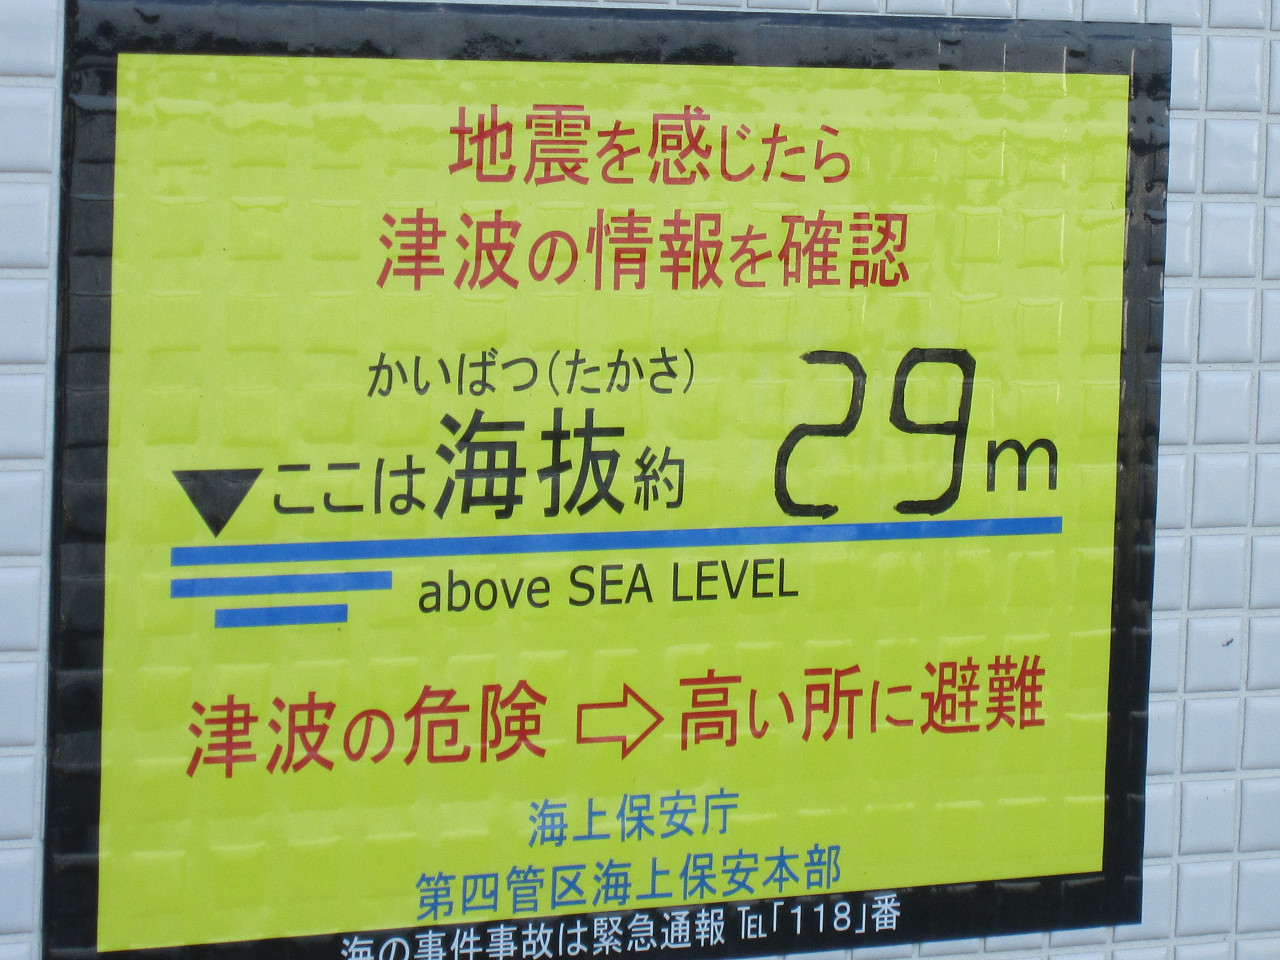 地震を感じたら
津波の情報を確認
かいばつ(たかさ)
▼ここは海抜約 29m
above SEA LEVEL
津波の危険⇨高い所に避難
海上保安庁
第四管区海上保安本部
海の事件事故は緊急通報 ℡「118」番